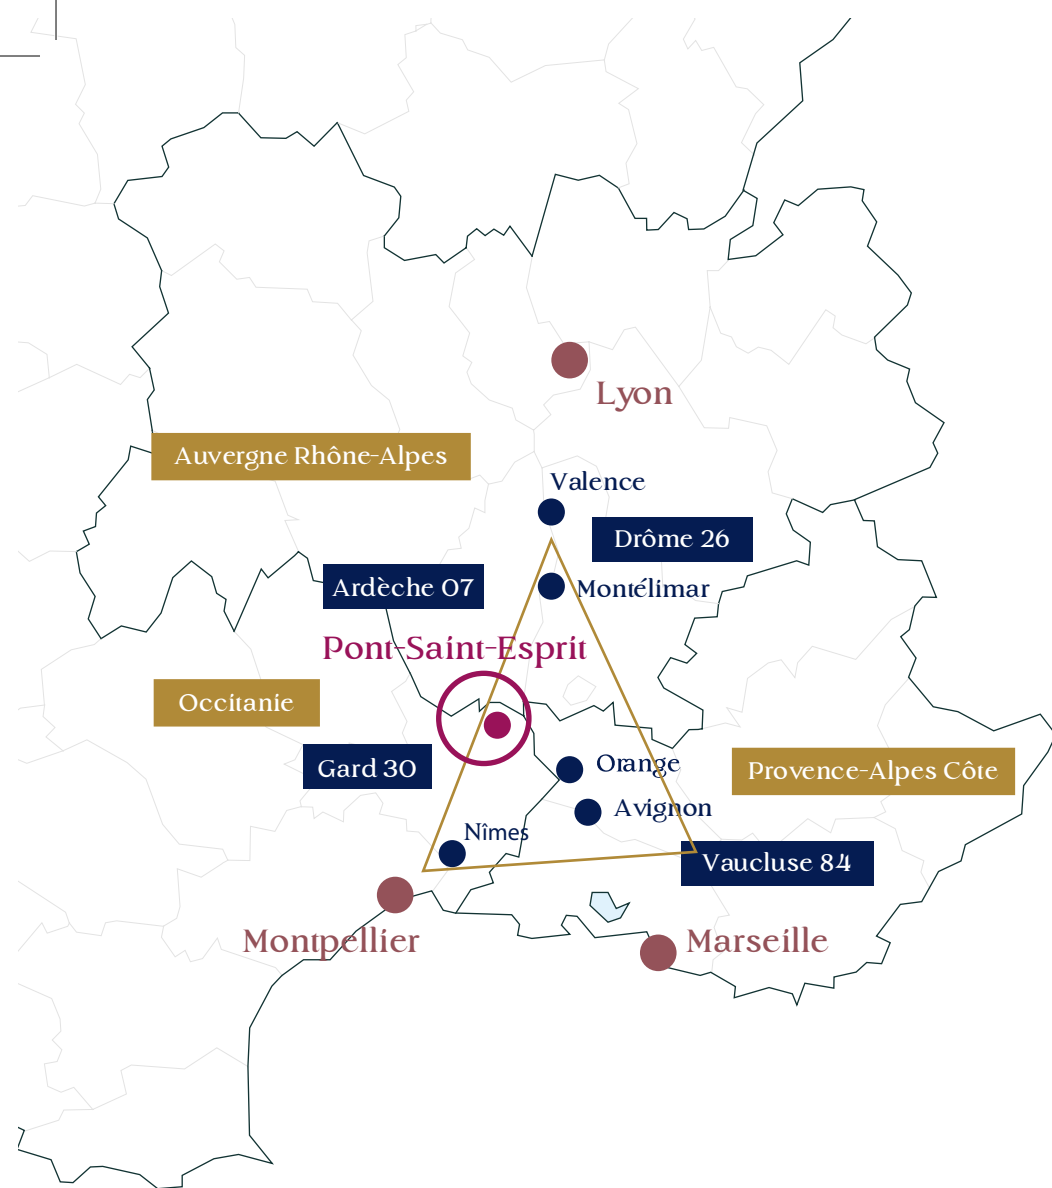 Lyon
Auvergne Rhône-Alpes
Valence
Drôme 26
Ardèche 07
Montélimar
Pont-Saint-Esprit
Occitanie
Gard 30
Orange
Provence-Alpes Côte
Avignon
Nîmes
Vaucluse 84
Montpellier
Marseille